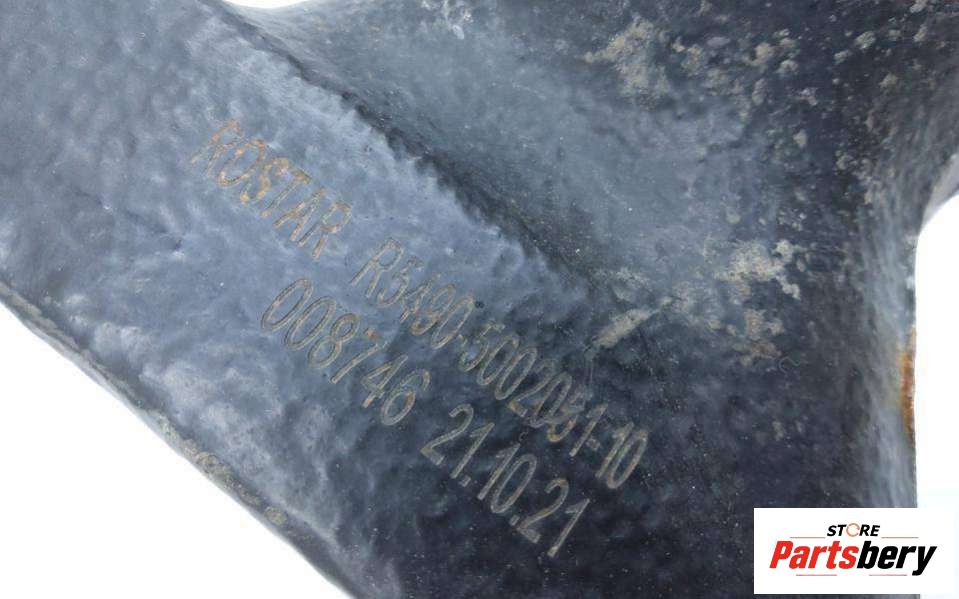 ROSTAR R5490-5002051-10
008746 21.10.21
STORE
Partsbery